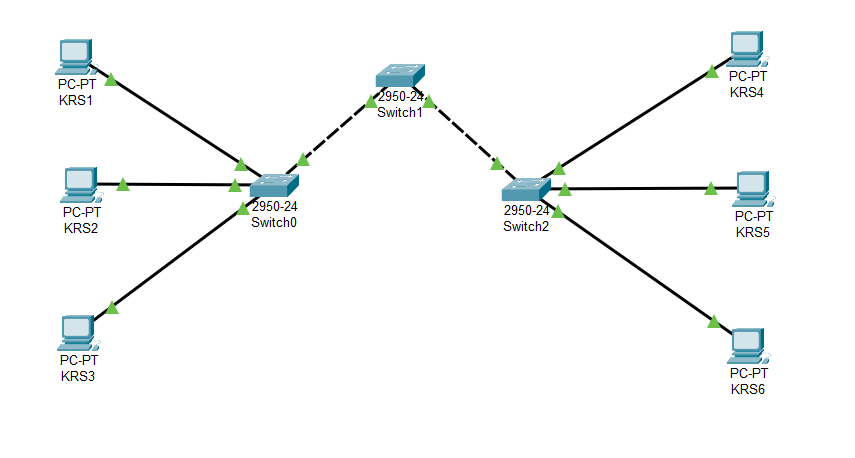 PC-PT
KRS1
2950-24
Switch1
PC-PT
KRS4
PC-PT
KRS2
2950-24
Switch0
2950-24
Switch2
PC-PT
KRS5
PC-PT
KRS3
PC-PT
KRS6